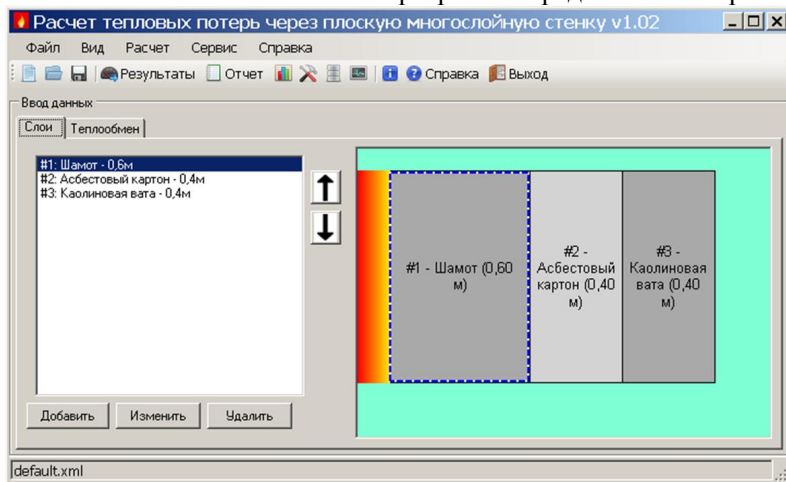 Расчет тепловых потерь через плоскую многослойную стенку v1.02
Файл Вид Расчет Сервис Справка
Результаты Отчет Справка Выход
Ввод данных
Слои Теплообмен
#1: Шамот - 0,6м
#2: Асбестовый картон - 0,4м
#3: Каолиновая вата - 0,4м
#1 - Шамот (0,60
м)
#2 -
Асбестовый
картон (0,40
м)
#3 -
Каолиновая
вата (0,40
м)
Добавить Изменить Удалить
default.xml